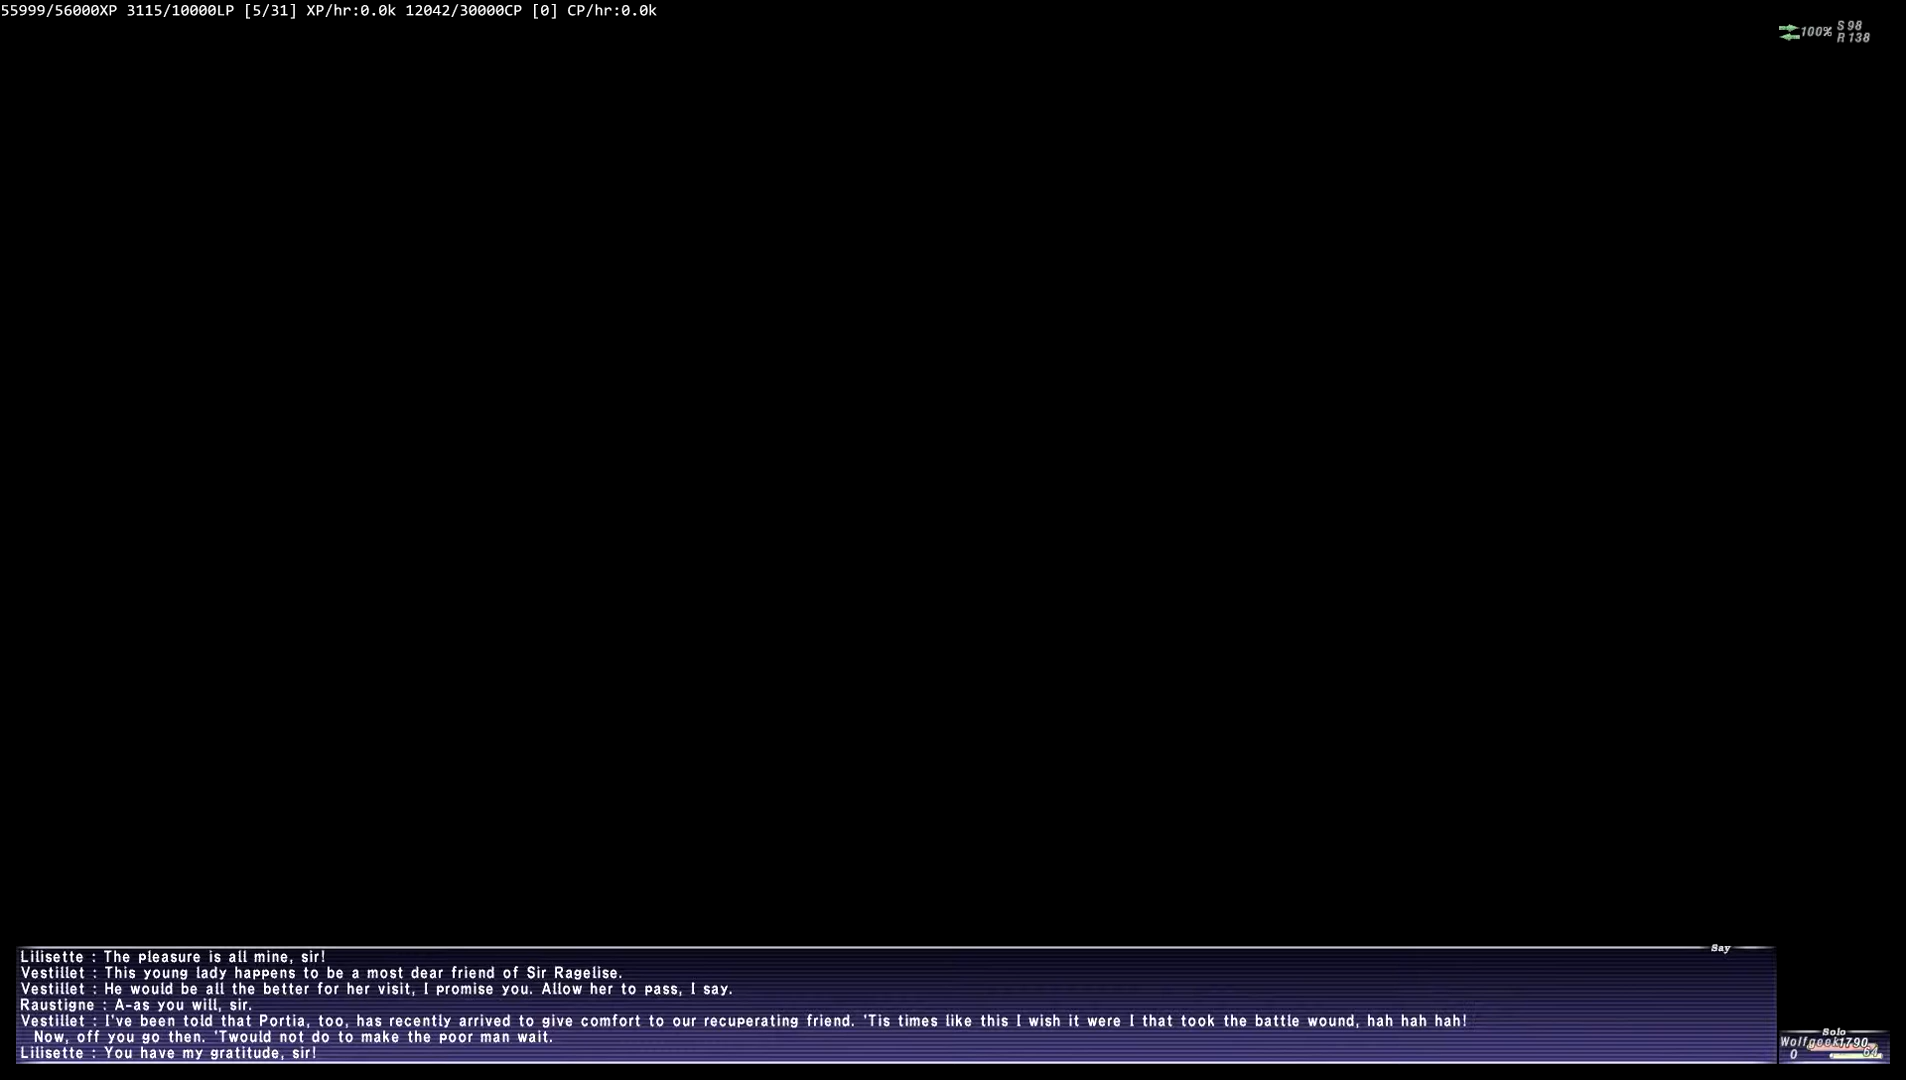 55999/56000XP 3115/10000LP [5/31] XP/hr:0.0k 12042/30000CP [0] CP/hr:0.0k
100% S 98
R 138
Say
Lilisette : The pleasure is all mine, sir!
Vestillet : This young lady happens to be a most dear friend of Sir Ragelise.
Vestillet : He would be all the better for her visit, I promise you. Allow her to pass, I say.
Raustigne : A-as you will, sir.
Vestillet : I've been told that Portia, too, has recently arrived to give comfort to our recuperating friend. 'Tis times like this I wish it were I that took the battle wound, hah hah hah!
Now, off you go then. 'Twould not do to make the poor man wait.
Lilisette : You have my gratitude, sir!
Solo
Wolfgeek1790
0 64